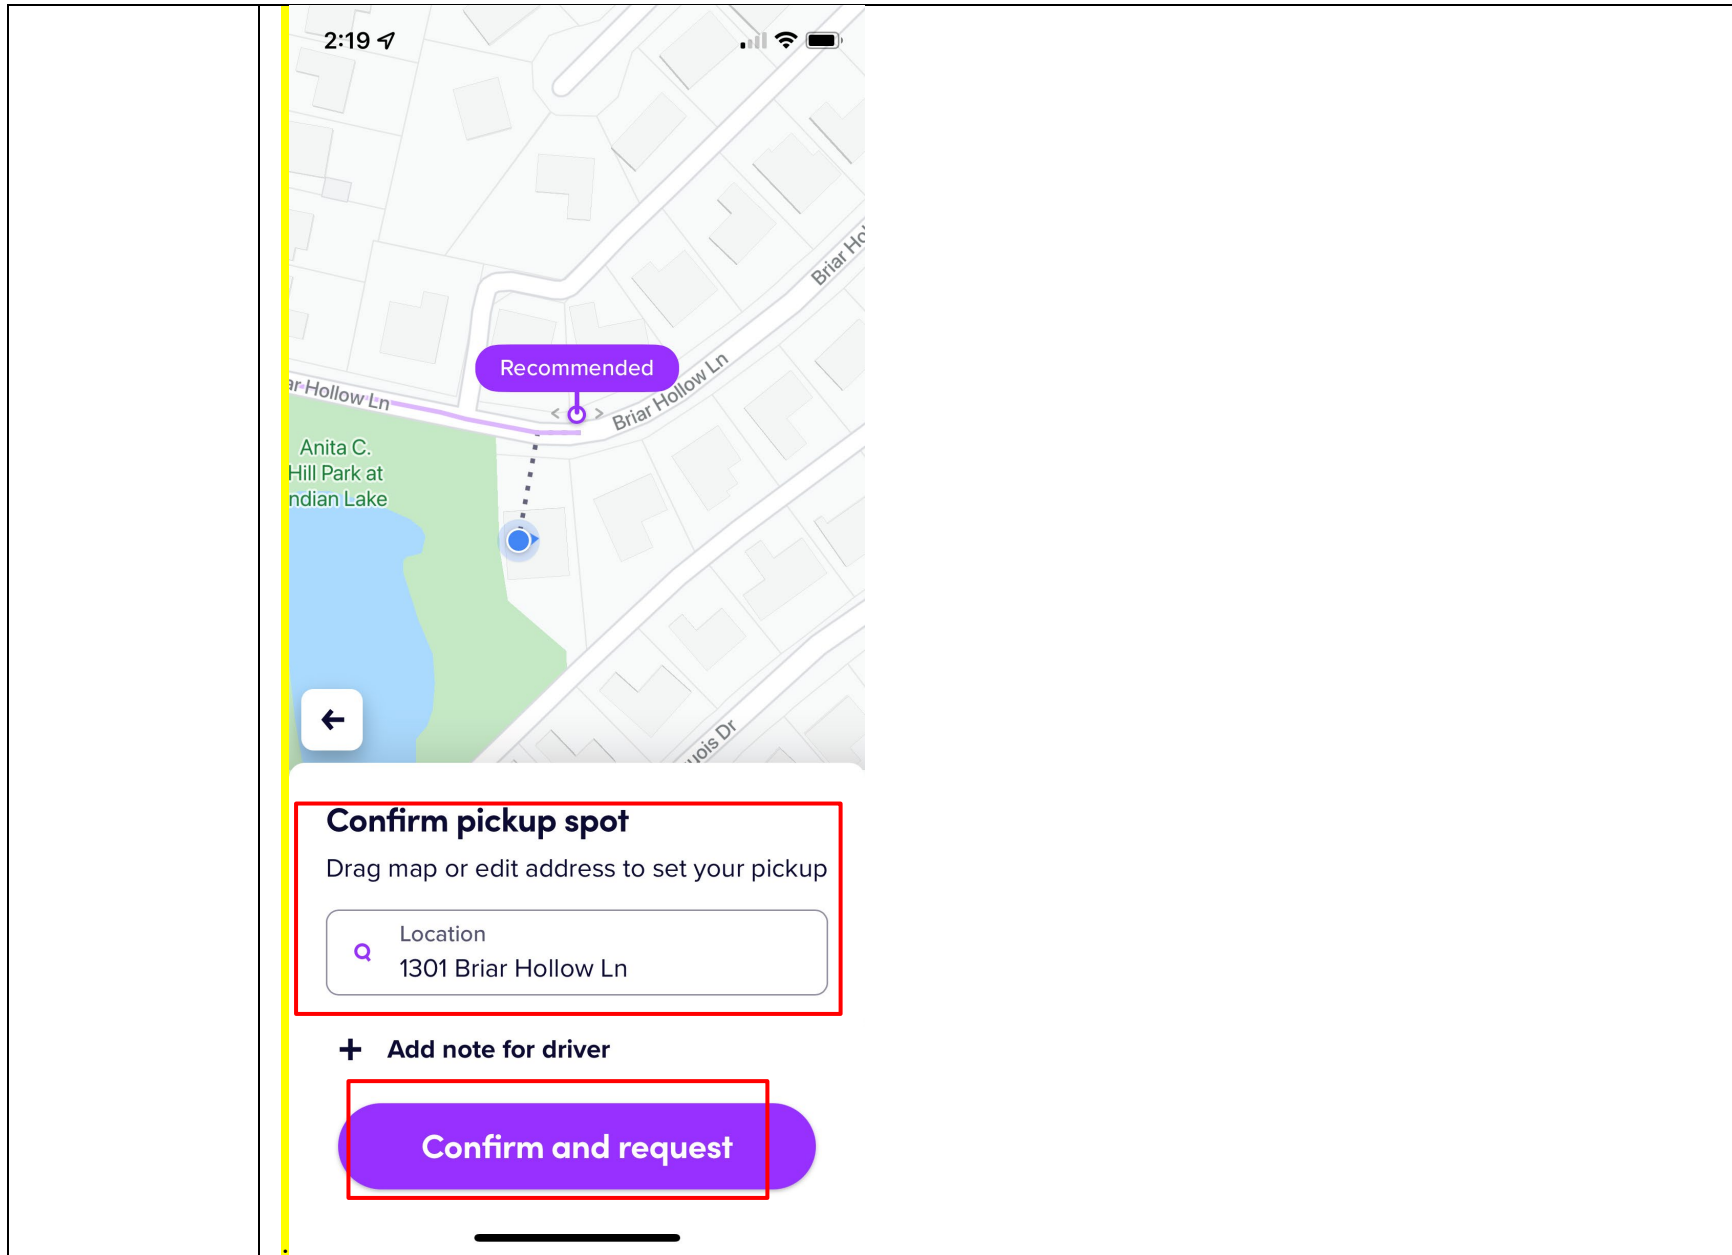 2:19
Briar Ho
Recommended
ar Hollow Ln
Briar Hollow Ln
Anita C.
Hill Park at
ndian Lake
uois Dr
Confirm pickup spot
Drag map or edit address to set your pickup
Location
1301 Briar Hollow Ln
+ Add note for driver
Confirm and request
.